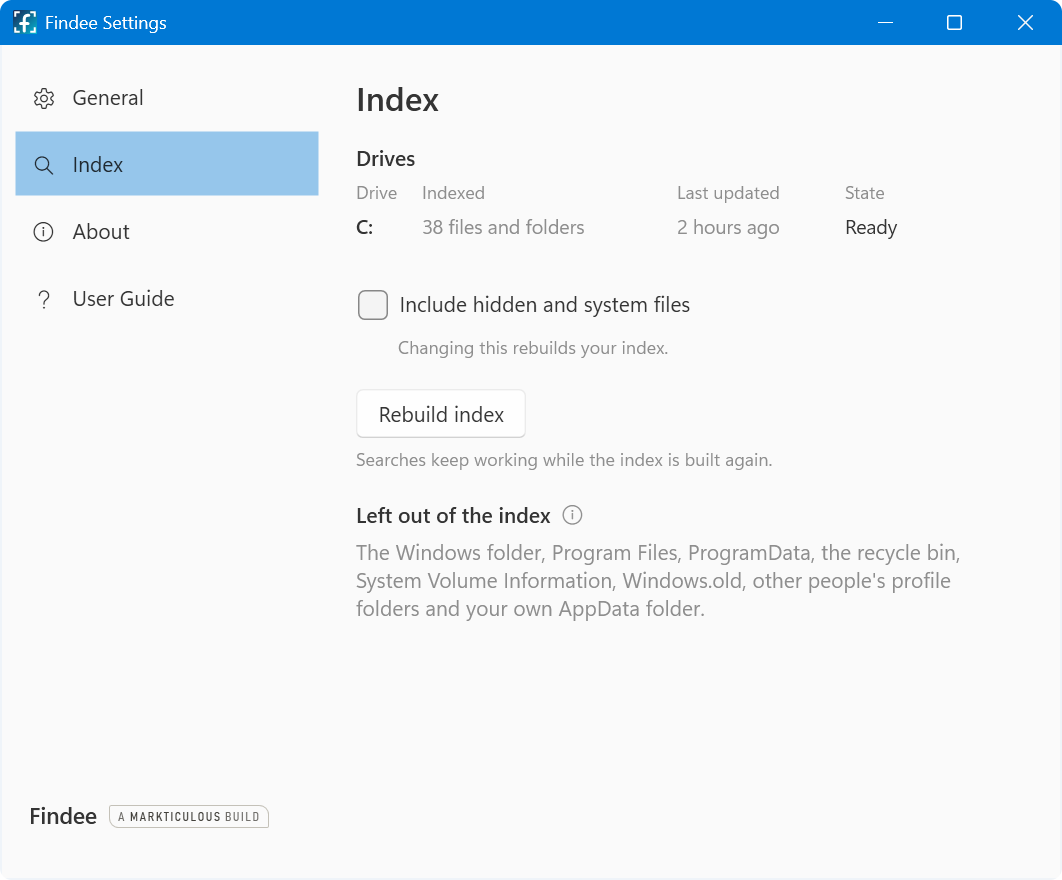 Findee Settings
General
Index
About
User Guide
Index
Drives
Drive Indexed Last updated State
C: 38 files and folders 2 hours ago Ready
Include hidden and system files
Changing this rebuilds your index.
Rebuild index
Searches keep working while the index is built again.
Left out of the index
The Windows folder, Program Files, ProgramData, the recycle bin,
System Volume Information, Windows.old, other people's profile
folders and your own AppData folder.
Findee A MARKTICULOUS BUILD